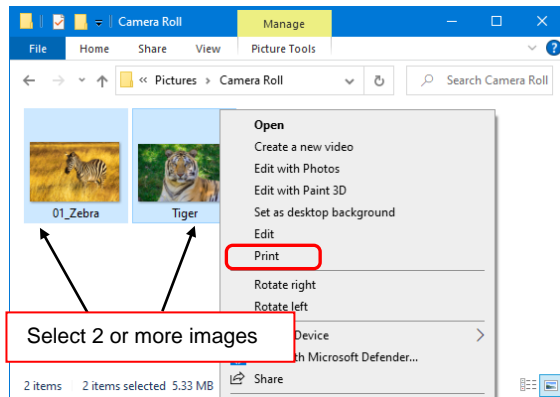 Camera Roll
Manage
File Home Share View Picture Tools
« Pictures > Camera Roll
Search Camera Roll
Open
Create a new video
Edit with Photos
Edit with Paint 3D
01_Zebra
Tiger
Set as desktop background
Edit
Print
Rotate right
Rotate left
Select 2 or more images
Device
Microsoft Defender...
Share
2 items 2 items selected 5.33 MB